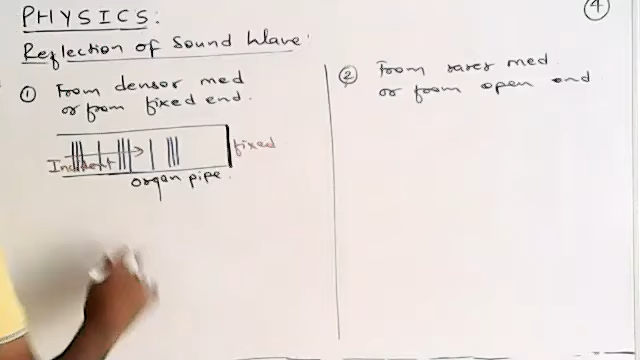 PHYSICS:
4
Reflection of Sound Wave:
① From densor med
or from fixed end.
Incident
fixed
organ pipe.
② From rarer med.
or from open end